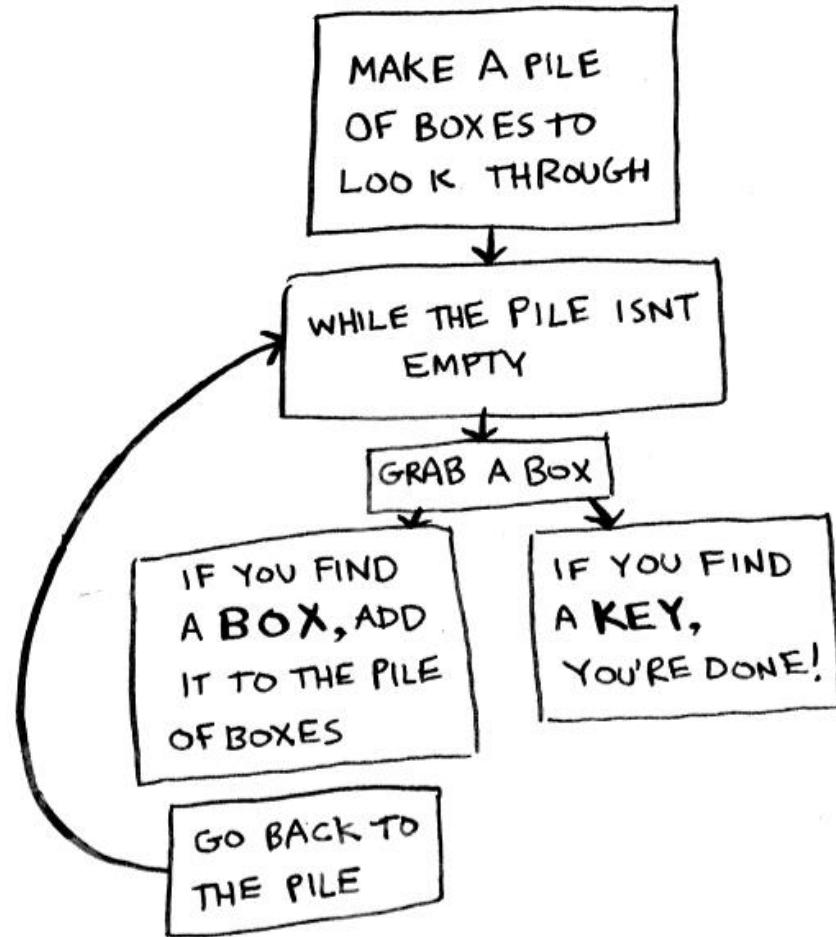 MAKE A PILE
OF BOXES TO
LOOK THROUGH
WHILE THE PILE ISNT
EMPTY
GRAB A BOX
IF YOU FIND
A BOX, ADD
IT TO THE PILE
OF BOXES
IF YOU FIND
A KEY,
YOU'RE DONE!
GO BACK TO
THE PILE